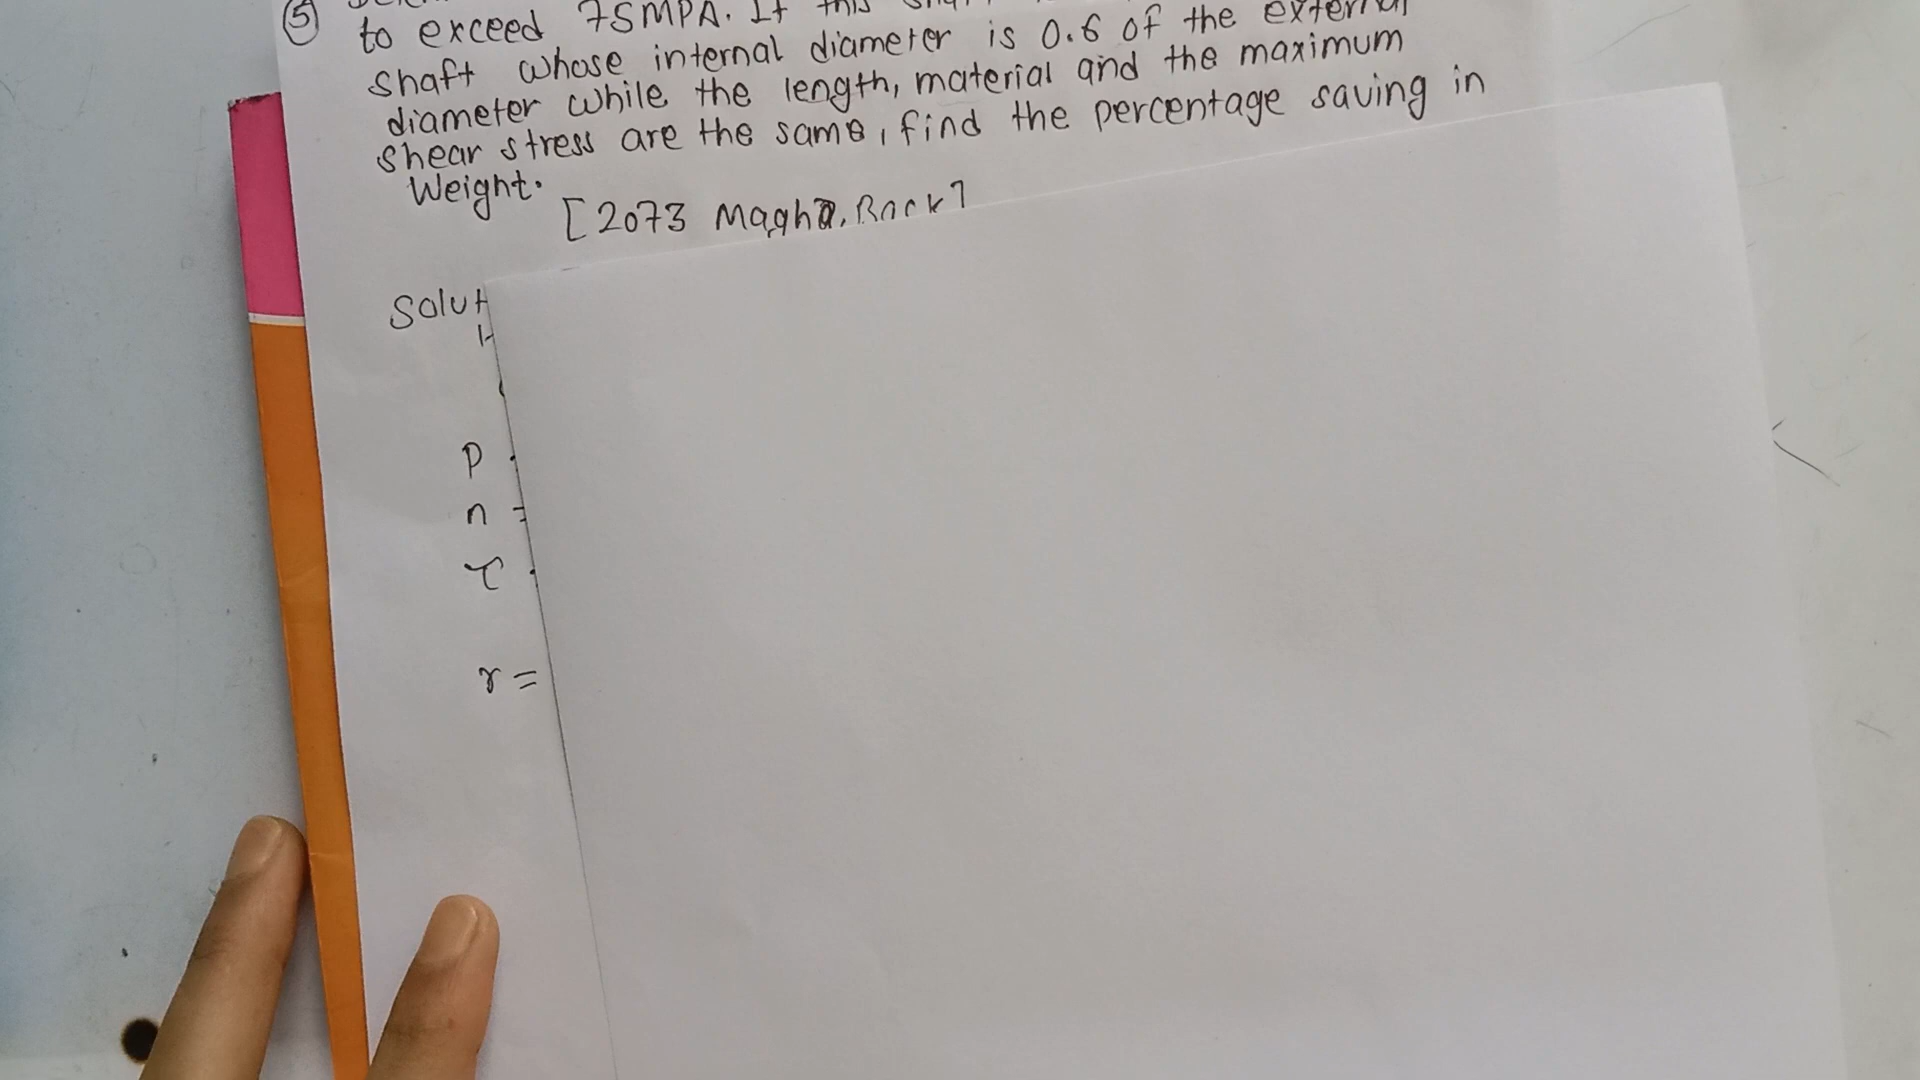 ⑤
to exceed 75MPA. If this
shaft whose internal diameter is 0.6 of the external
diameter while the length, material and the maximum
shear stress are the same, find the percentage saving in
Weight.
[2073 Magha, Back]
Solut
P
n =
τ
r =